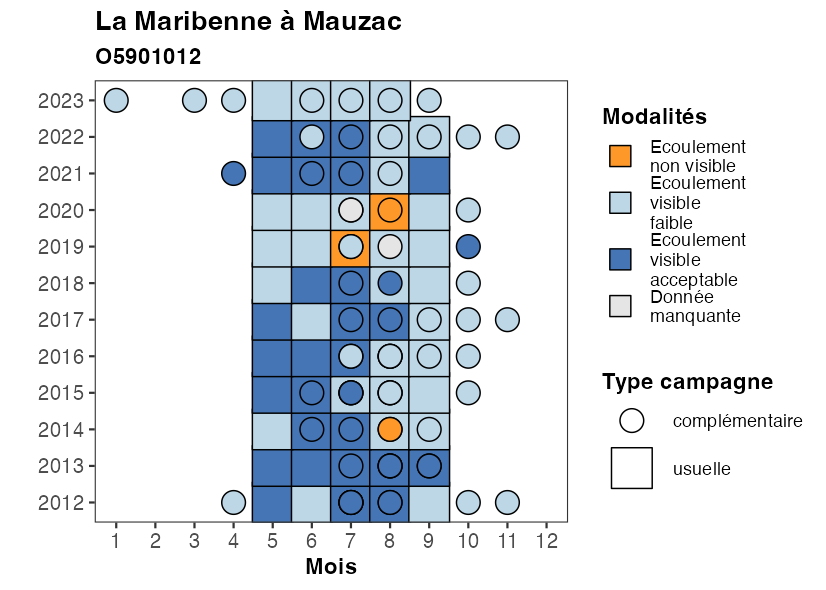 La Maribenne à Mauzac
O5901012
2023
2022
2021
2020
2019
2018
2017
2016
2015
2014
2013
2012
1 2 3 4 5 6 7 8 9 10 11 12
Mois
Modalités
Ecoulement
non visible
Ecoulement
visible
faible
Ecoulement
visible
acceptable
Donnée
manquante
Type campagne
complémentaire
usuelle